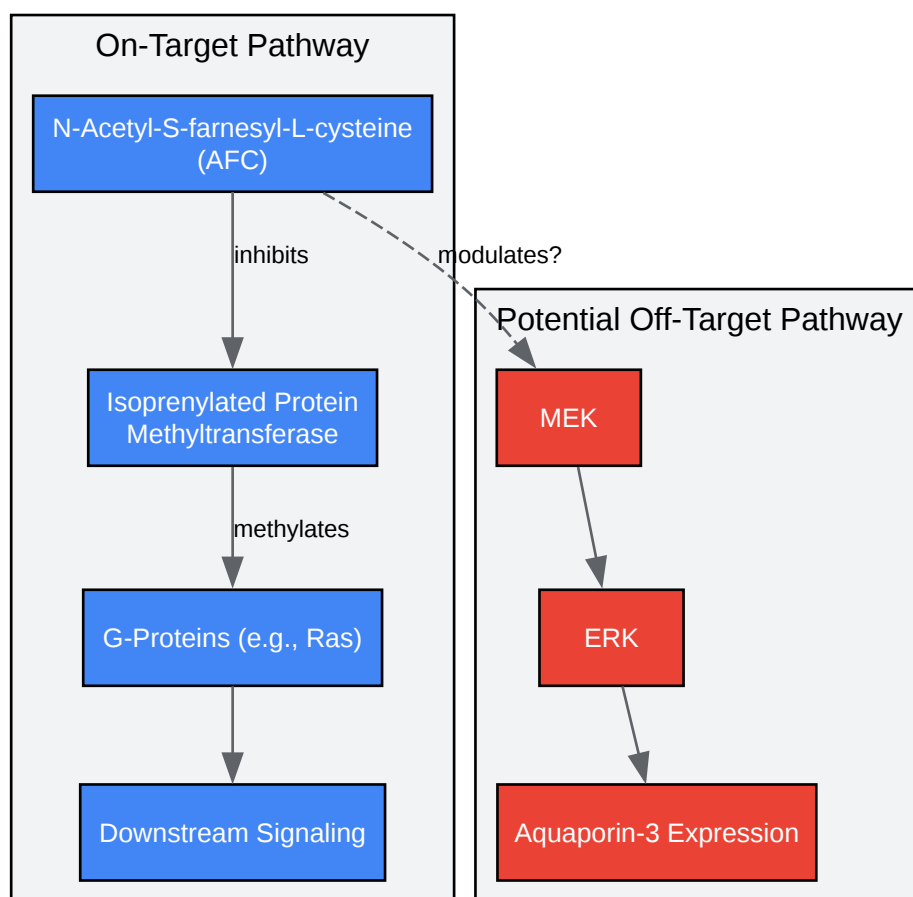 On-Target Pathway
N-Acetyl-S-farnesyl-L-cysteine
(AFC)
inhibits
modulates?
Isoprenylated Protein
Methyltransferase
methylates
G-Proteins (e.g., Ras)
Downstream Signaling
Potential Off-Target Pathway
MEK
ERK
Aquaporin-3 Expression